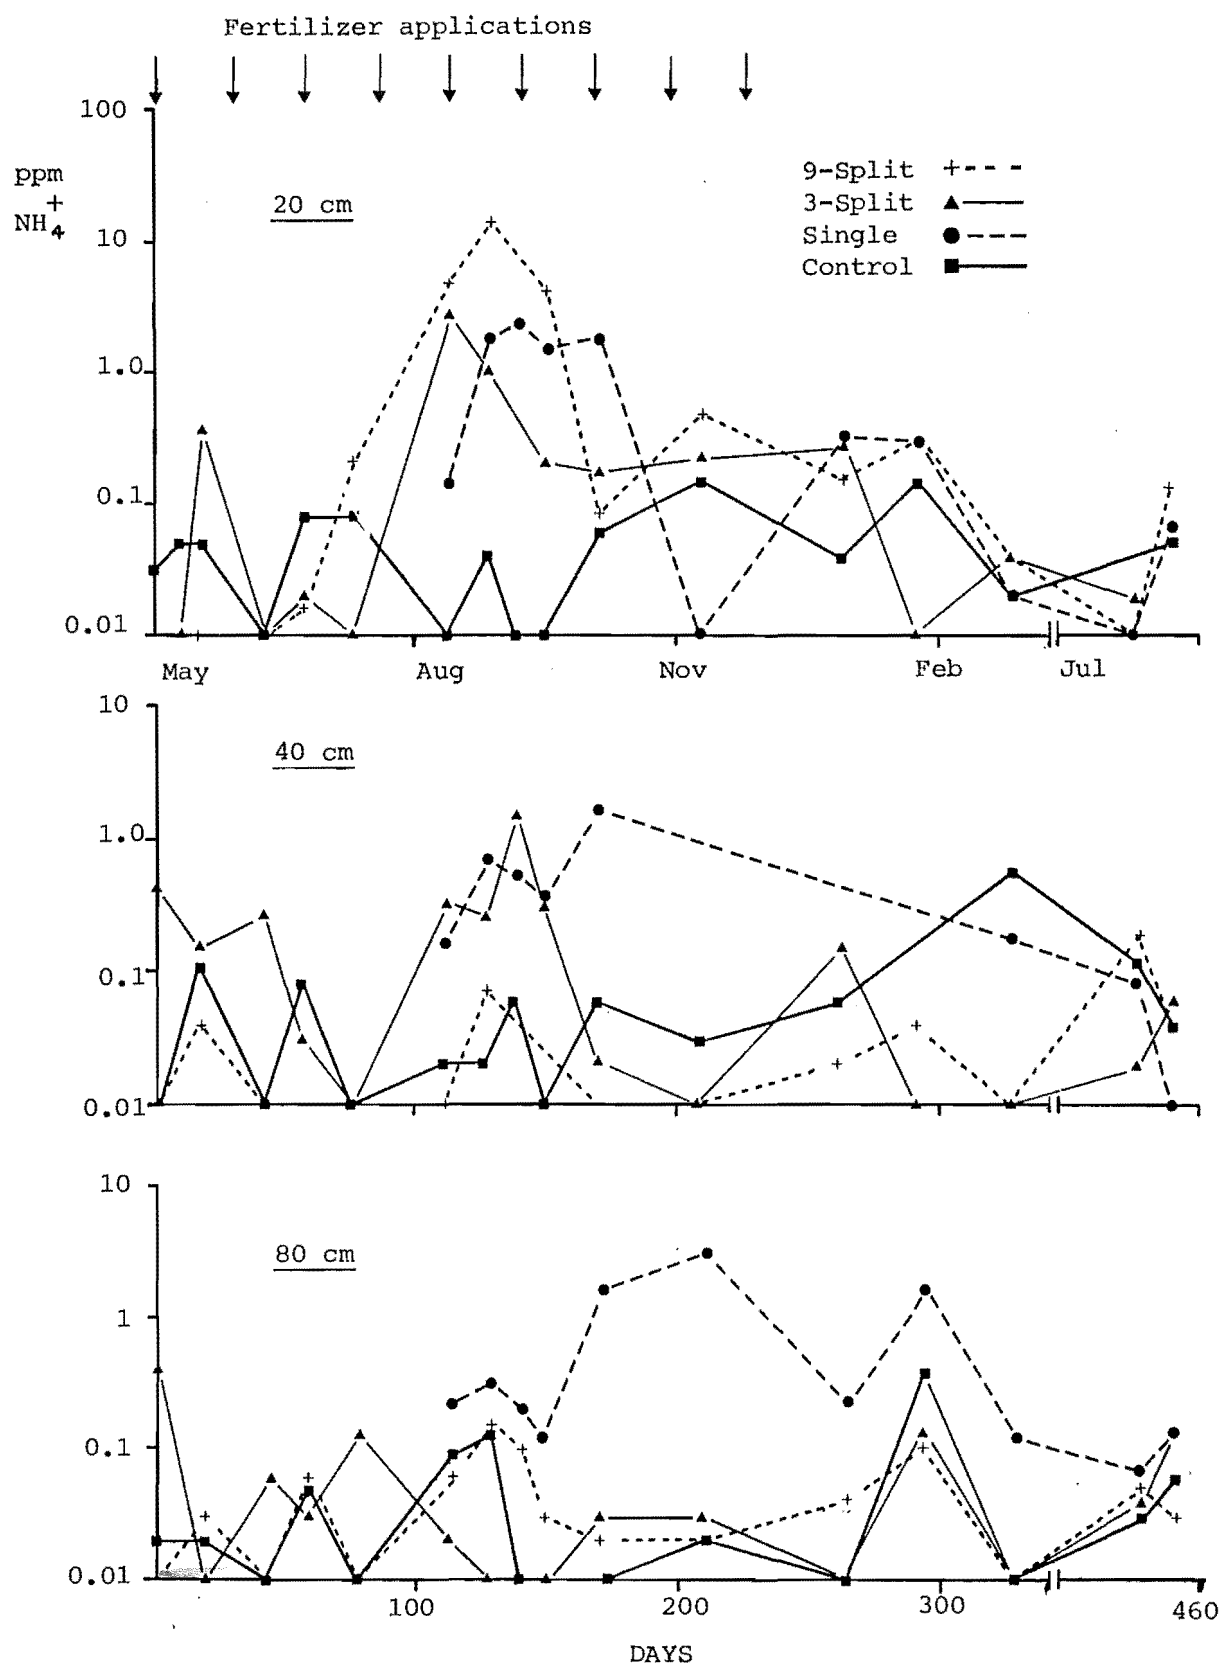 Fertilizer applications
100
ppm
+
NH4
20 cm
10
1.0
0.1
0.01
9-Split
3-Split
Single
Control
May Aug Nov Feb Jul
10
40 cm
1.0
0.1
0.01
10
80 cm
1
0.1
0.01
100 200 300 460
DAYS